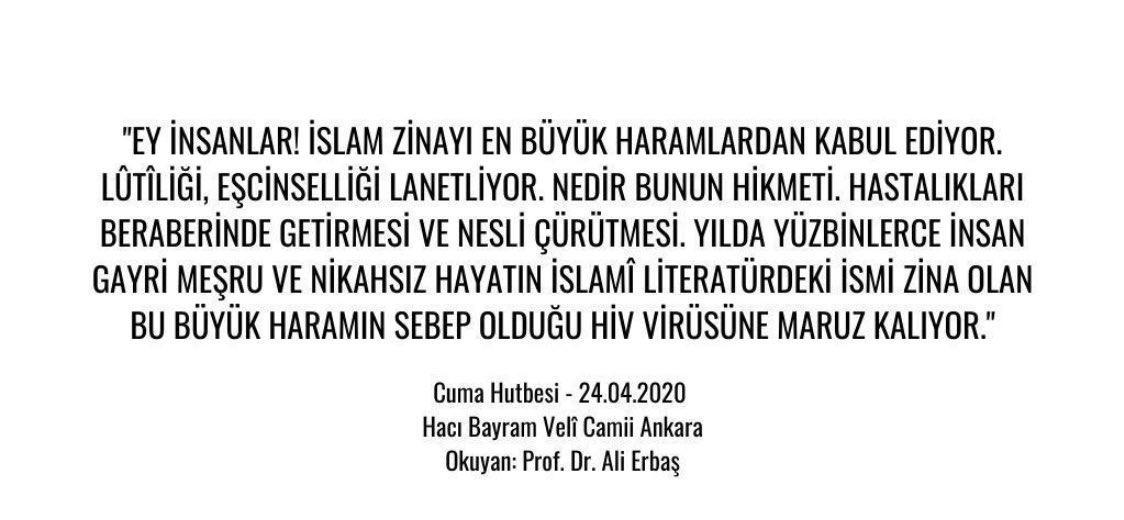 "EY İNSANLAR! İSLAM ZİNAYI EN BÜYÜK HARAMLARDAN KABUL EDİYOR.
LÛTÎLİĞİ, EŞCİNSELLİĞİ LANETLİYOR. NEDİR BUNUN HİKMETİ. HASTALIKLARI
BERABERİNDE GETİRMESİ VE NESLİ ÇÜRÜTMESİ. YILDA YÜZBİNLERCE İNSAN
GAYRİ MEŞRU VE NİKAHSIZ HAYATIN İSLAMÎ LİTERATÜRDEKİ İSMİ ZİNA OLAN
BU BÜYÜK HARAMIN SEBEP OLDUĞU HİV VİRÜSÜNE MARUZ KALIYOR."
Cuma Hutbesi - 24.04.2020
Hacı Bayram Velî Camii Ankara
Okuyan: Prof. Dr. Ali Erbaş